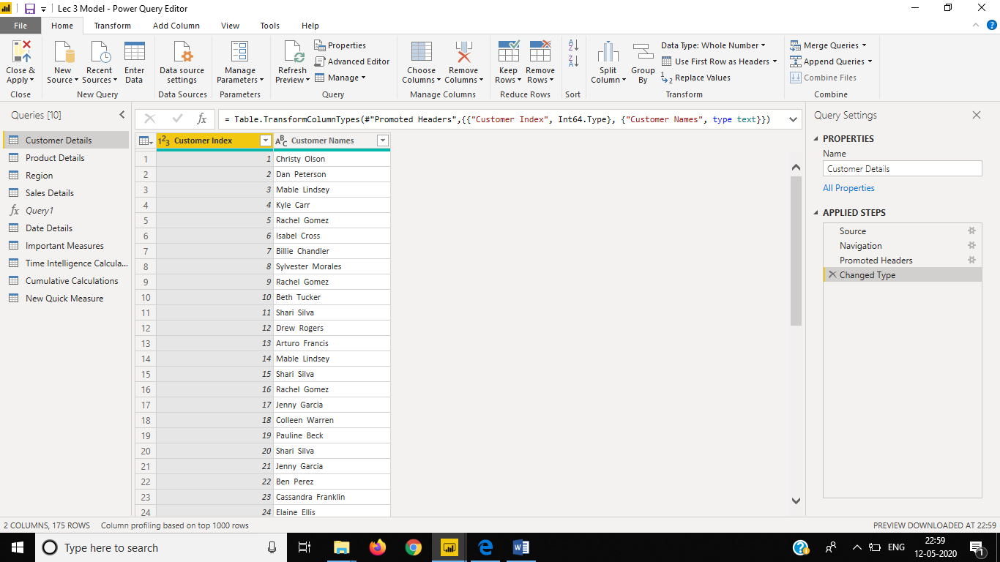 Lec 3 Model - Power Query Editor
File Home Transform Add Column View Tools Help
Close & Apply
New Source
Recent Sources
Enter Data
Data source settings
Manage Parameters
Refresh Preview
Properties
Advanced Editor
Manage
Choose Columns
Remove Columns
Keep Rows
Remove Rows
Split Column
Group By
Data Type: Whole Number
Use First Row as Headers
1 2 Replace Values
Merge Queries
Append Queries
Combine Files
Close New Query Data Sources Parameters Query Manage Columns Reduce Rows Sort Transform Combine
Queries [10]
Customer Details
Product Details
Region
Sales Details
fx Query1
Date Details
Important Measures
Time Intelligence Calcula...
Cumulative Calculations
New Quick Measure
fx = Table.TransformColumnTypes(#"Promoted Headers",{{"Customer Index", Int64.Type}, {"Customer Names", type text}})
123 Customer Index ABC Customer Names
1 1 Christy Olson
2 2 Dan Peterson
3 3 Mable Lindsey
4 4 Kyle Carr
5 5 Rachel Gomez
6 6 Isabel Cross
7 7 Billie Chandler
8 8 Sylvester Morales
9 9 Rachel Gomez
10 10 Beth Tucker
11 11 Shari Silva
12 12 Drew Rogers
13 13 Arturo Francis
14 14 Mable Lindsey
15 15 Shari Silva
16 16 Rachel Gomez
17 17 Jenny Garcia
18 18 Colleen Warren
19 19 Pauline Beck
20 20 Shari Silva
21 21 Jenny Garcia
22 22 Ben Perez
23 23 Cassandra Franklin
24 24 Elaine Ellis
Query Settings
PROPERTIES
Name
Customer Details
All Properties
APPLIED STEPS
Source
Navigation
Promoted Headers
Changed Type
2 COLUMNS, 175 ROWS Column profiling based on top 1000 rows PREVIEW DOWNLOADED AT 22:59
Type here to search
ENG
22:59
12-05-2020
1